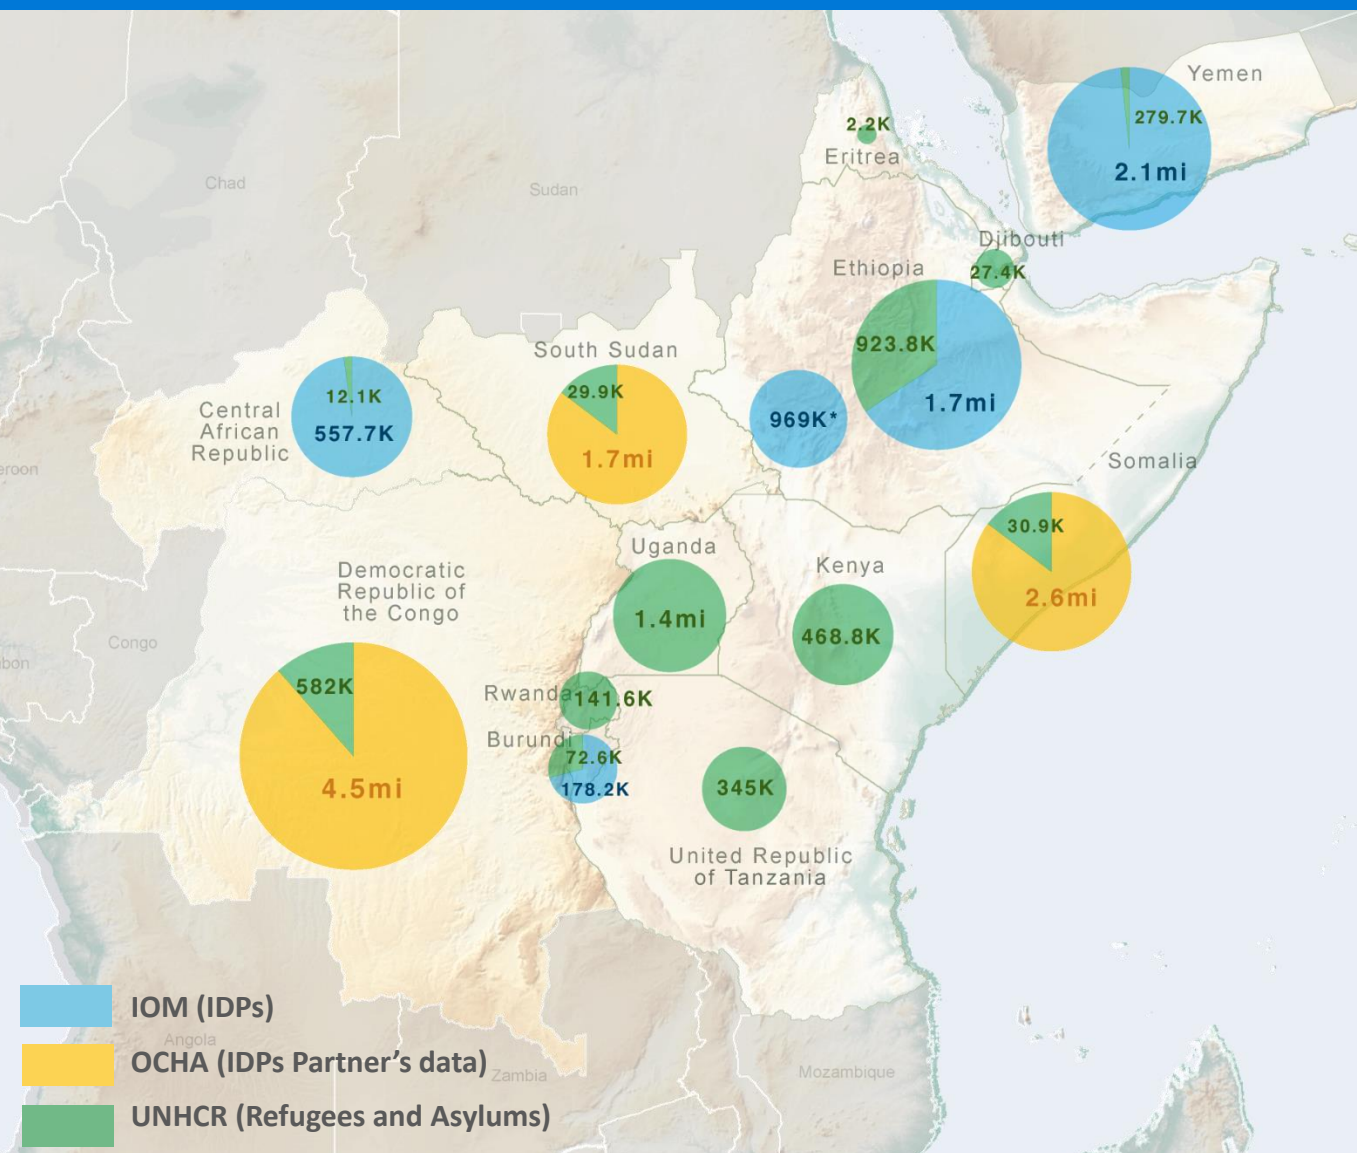 Yemen
279.7K
2.1mi
2.2K
Eritrea
Chad
Sudan
Djibouti
27.4K
Ethiopia
923.8K
1.7mi
969K*
South Sudan
29.9K
1.7mi
12.1K
557.7K
Central
African
Republic
eroon
Somalia
30.9K
2.6mi
Uganda
1.4mi
Kenya
468.8K
Democratic
Republic of
the Congo
Congo
bon
582K
4.5mi
Rwanda
141.6K
Burundi
72.6K
178.2K
345K
United Republic
of Tanzania
IOM (IDPs)
Angola
OCHA (IDPs Partner’s data)
Zambia
Mozambique
UNHCR (Refugees and Asylums)